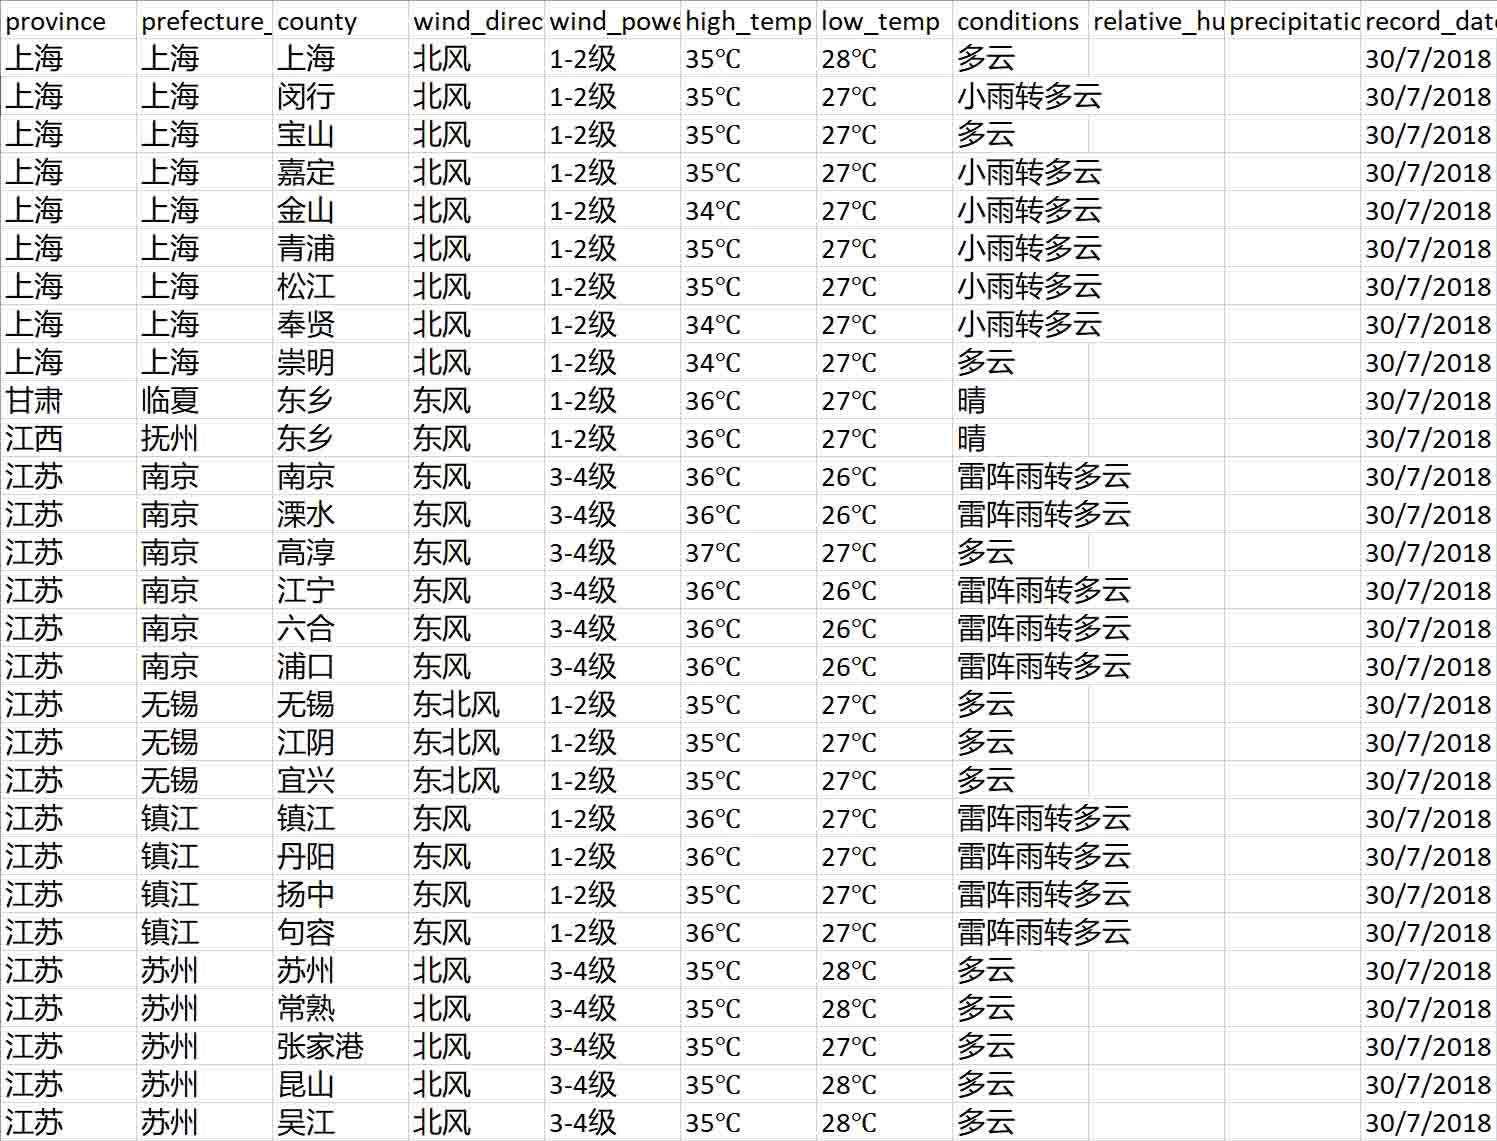 province prefecture_ county wind_direc wind_powe high_temp low_temp conditions relative_hu precipitatio record_date
上海 上海 上海 北风 1-2级 35℃ 28℃ 多云 30/7/2018
上海 上海 闵行 北风 1-2级 35℃ 27℃ 小雨转多云 30/7/2018
上海 上海 宝山 北风 1-2级 35℃ 27℃ 多云 30/7/2018
上海 上海 嘉定 北风 1-2级 35℃ 27℃ 小雨转多云 30/7/2018
上海 上海 金山 北风 1-2级 34℃ 27℃ 小雨转多云 30/7/2018
上海 上海 青浦 北风 1-2级 35℃ 27℃ 小雨转多云 30/7/2018
上海 上海 松江 北风 1-2级 35℃ 27℃ 小雨转多云 30/7/2018
上海 上海 奉贤 北风 1-2级 34℃ 27℃ 小雨转多云 30/7/2018
上海 上海 崇明 北风 1-2级 34℃ 27℃ 多云 30/7/2018
甘肃 临夏 东乡 东风 1-2级 36℃ 27℃ 晴 30/7/2018
江西 抚州 东乡 东风 1-2级 36℃ 27℃ 晴 30/7/2018
江苏 南京 南京 东风 3-4级 36℃ 26℃ 雷阵雨转多云 30/7/2018
江苏 南京 溧水 东风 3-4级 36℃ 26℃ 雷阵雨转多云 30/7/2018
江苏 南京 高淳 东风 3-4级 37℃ 27℃ 多云 30/7/2018
江苏 南京 江宁 东风 3-4级 36℃ 26℃ 雷阵雨转多云 30/7/2018
江苏 南京 六合 东风 3-4级 36℃ 26℃ 雷阵雨转多云 30/7/2018
江苏 南京 浦口 东风 3-4级 36℃ 26℃ 雷阵雨转多云 30/7/2018
江苏 无锡 无锡 东北风 1-2级 35℃ 27℃ 多云 30/7/2018
江苏 无锡 江阴 东北风 1-2级 35℃ 27℃ 多云 30/7/2018
江苏 无锡 宜兴 东北风 1-2级 35℃ 27℃ 多云 30/7/2018
江苏 镇江 镇江 东风 1-2级 36℃ 27℃ 雷阵雨转多云 30/7/2018
江苏 镇江 丹阳 东风 1-2级 36℃ 27℃ 雷阵雨转多云 30/7/2018
江苏 镇江 扬中 东风 1-2级 35℃ 27℃ 雷阵雨转多云 30/7/2018
江苏 镇江 句容 东风 1-2级 36℃ 27℃ 雷阵雨转多云 30/7/2018
江苏 苏州 苏州 北风 3-4级 35℃ 28℃ 多云 30/7/2018
江苏 苏州 常熟 北风 3-4级 35℃ 28℃ 多云 30/7/2018
江苏 苏州 张家港 北风 3-4级 35℃ 27℃ 多云 30/7/2018
江苏 苏州 昆山 北风 3-4级 35℃ 28℃ 多云 30/7/2018
江苏 苏州 吴江 北风 3-4级 35℃ 28℃ 多云 30/7/2018